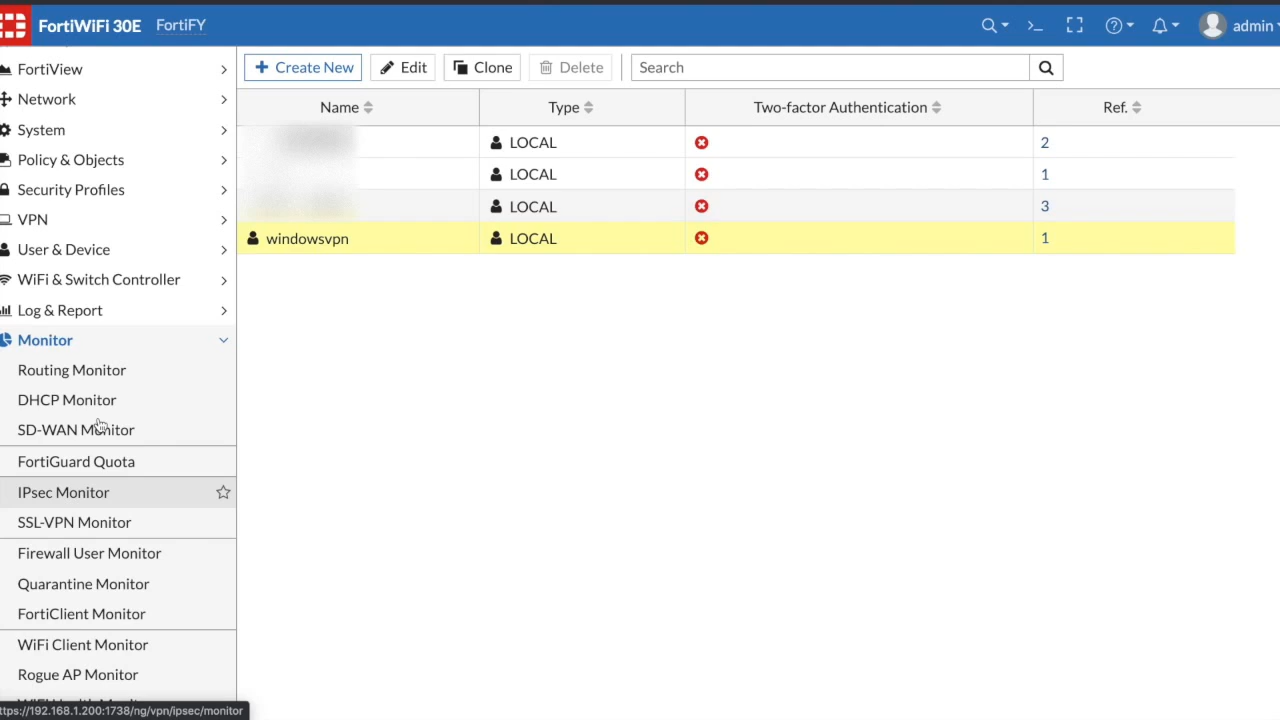 FortiWiFi 30E FortiFY admin
FortiView
Network
System
Policy & Objects
Security Profiles
VPN
User & Device
WiFi & Switch Controller
Log & Report
Monitor
Routing Monitor
DHCP Monitor
SD-WAN Monitor
FortiGuard Quota
IPsec Monitor
SSL-VPN Monitor
Firewall User Monitor
Quarantine Monitor
FortiClient Monitor
WiFi Client Monitor
Rogue AP Monitor
ttps://192.168.1.200:1738/ng/vpn/ipsec/monitor
Create New Edit Clone Delete Search
Name Type Two-factor Authentication Ref.
LOCAL 2
LOCAL 1
LOCAL 3
windowsvpn LOCAL 1